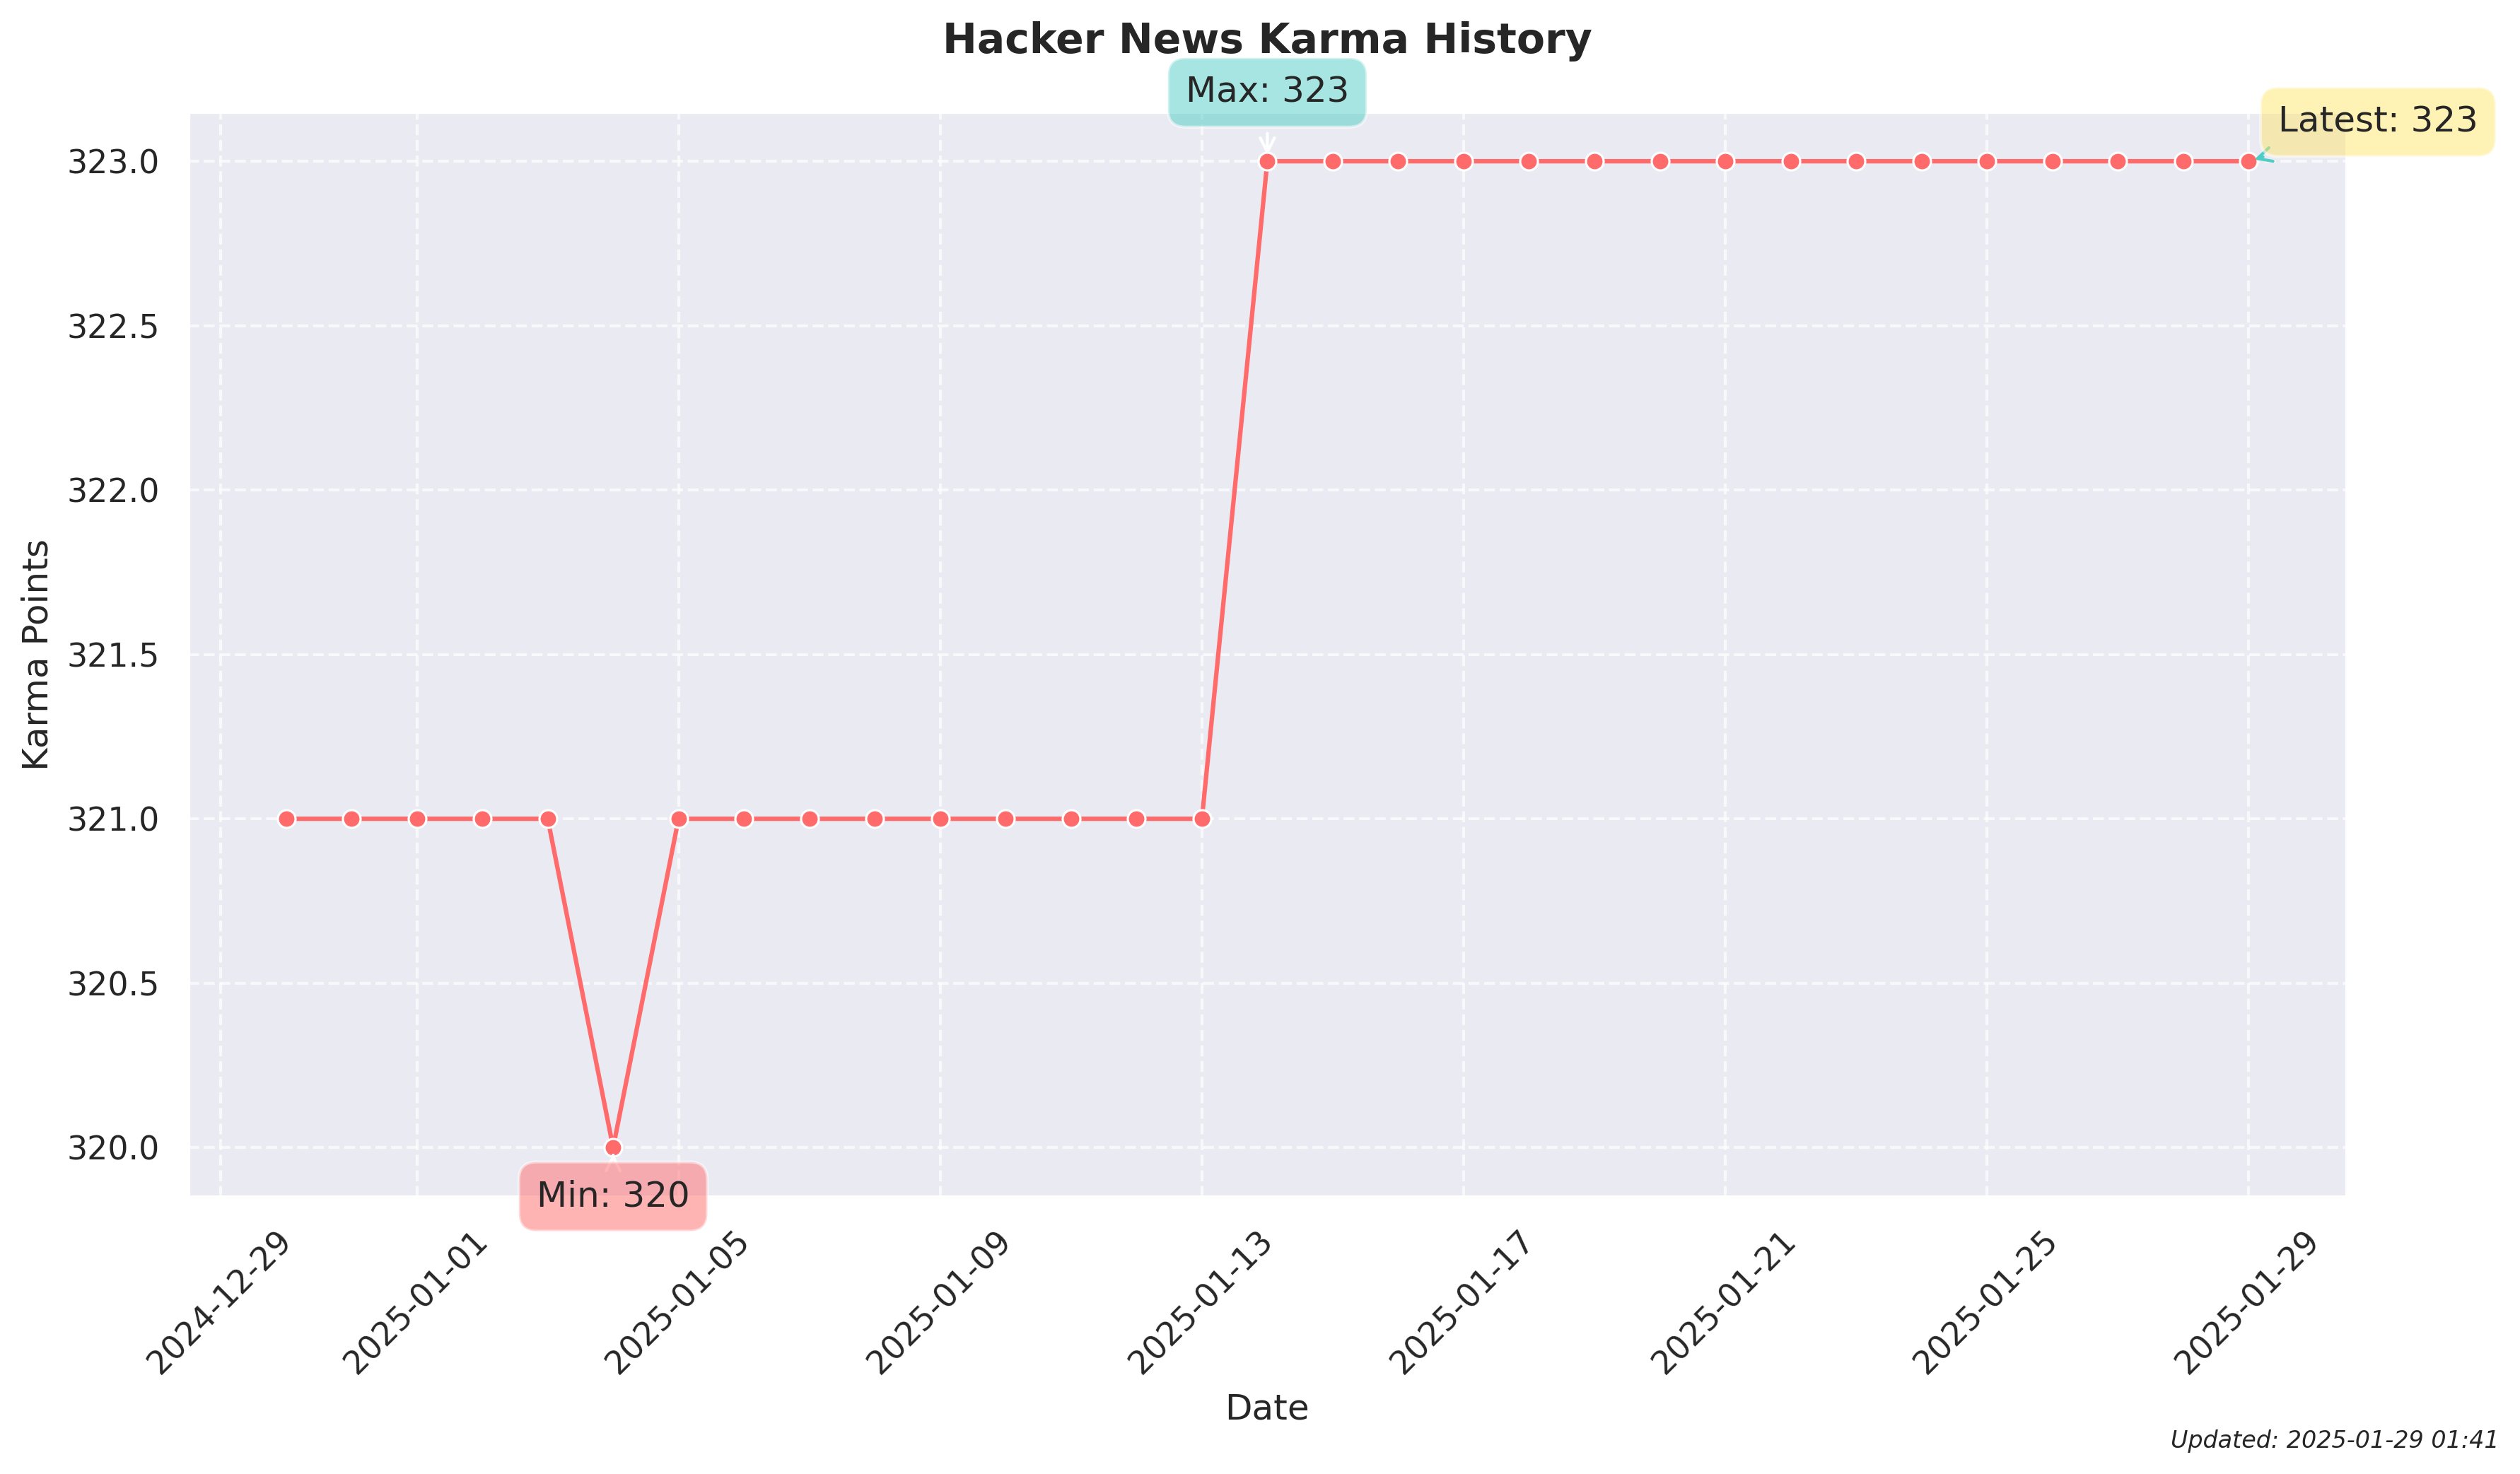 Hacker News Karma History
Max: 323
Latest: 323
323.0
322.5
322.0
321.5
321.0
320.5
320.0
Karma Points
Min: 320
2024-12-29
2025-01-01
2025-01-05
2025-01-09
2025-01-13
2025-01-17
2025-01-21
2025-01-25
2025-01-29
Date
Updated: 2025-01-29 01:41